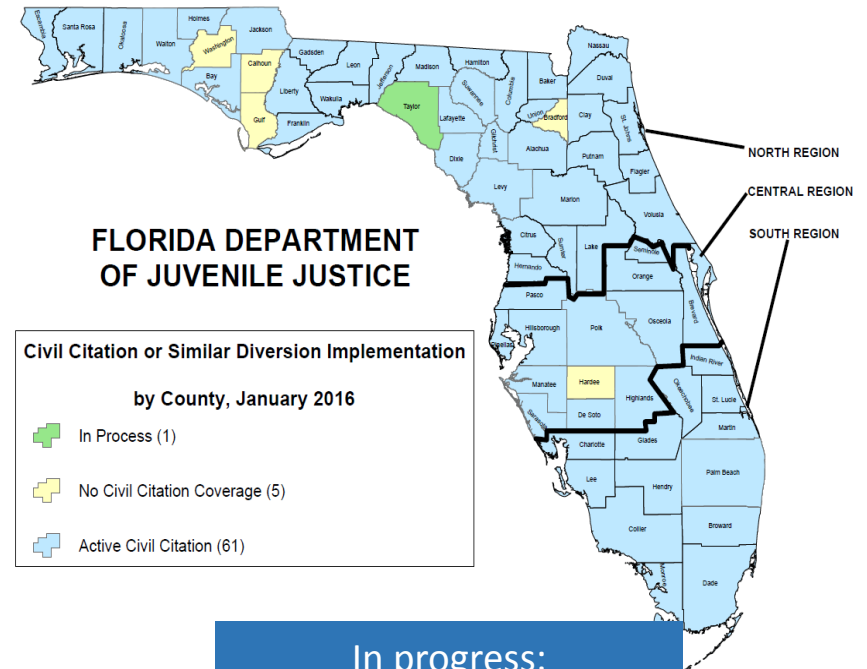 Escambia
Santa Rosa
Okaloosa
Walton
Holmes
Washington
Bay
Jackson
Calhoun
Gulf
Gadsden
Liberty
Franklin
Leon
Wakulla
Jefferson
Madison
Taylor
Hamilton
Suwannee
Lafayette
Dixie
Columbia
Gilchrist
Levy
Baker
Union
Bradford
Alachua
Nassau
Duval
Clay
St. Johns
Putnam
Flagler
Marion
Volusia
Citrus
Sumter
Lake
Hernando
Seminole
Orange
Pasco
Hillsborough
Pinellas
Polk
Osceola
Brevard
Indian River
Manatee
Hardee
Highlands
Okeechobee
St. Lucie
Sarasota
De Soto
Martin
Charlotte
Glades
Lee
Hendry
Palm Beach
Collier
Broward
Monroe
Dade
NORTH REGION
CENTRAL REGION
SOUTH REGION
FLORIDA DEPARTMENT
OF JUVENILE JUSTICE
Civil Citation or Similar Diversion Implementation
by County, January 2016
In Process (1)
No Civil Citation Coverage (5)
Active Civil Citation (61)
In progress: